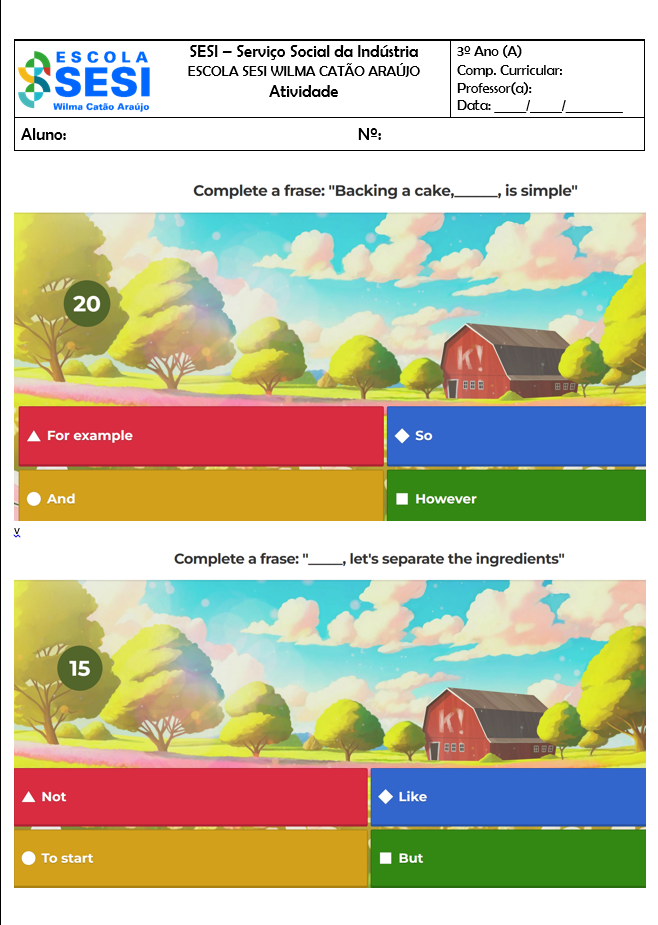 ESCOLA
SESI
Wilma Catão Araújo
SESI – Serviço Social da Indústria
ESCOLA SESI WILMA CATÃO ARAÚJO
Atividade
3º Ano (A)
Comp. Curricular:
Professor(a):
Data: ____/____/_______
Aluno: Nº:
Complete a frase: "Backing a cake,______, is simple"
20
K!
For example
So
And
However
v
Complete a frase: "_____, let's separate the ingredients"
15
K!
Not
Like
To start
But